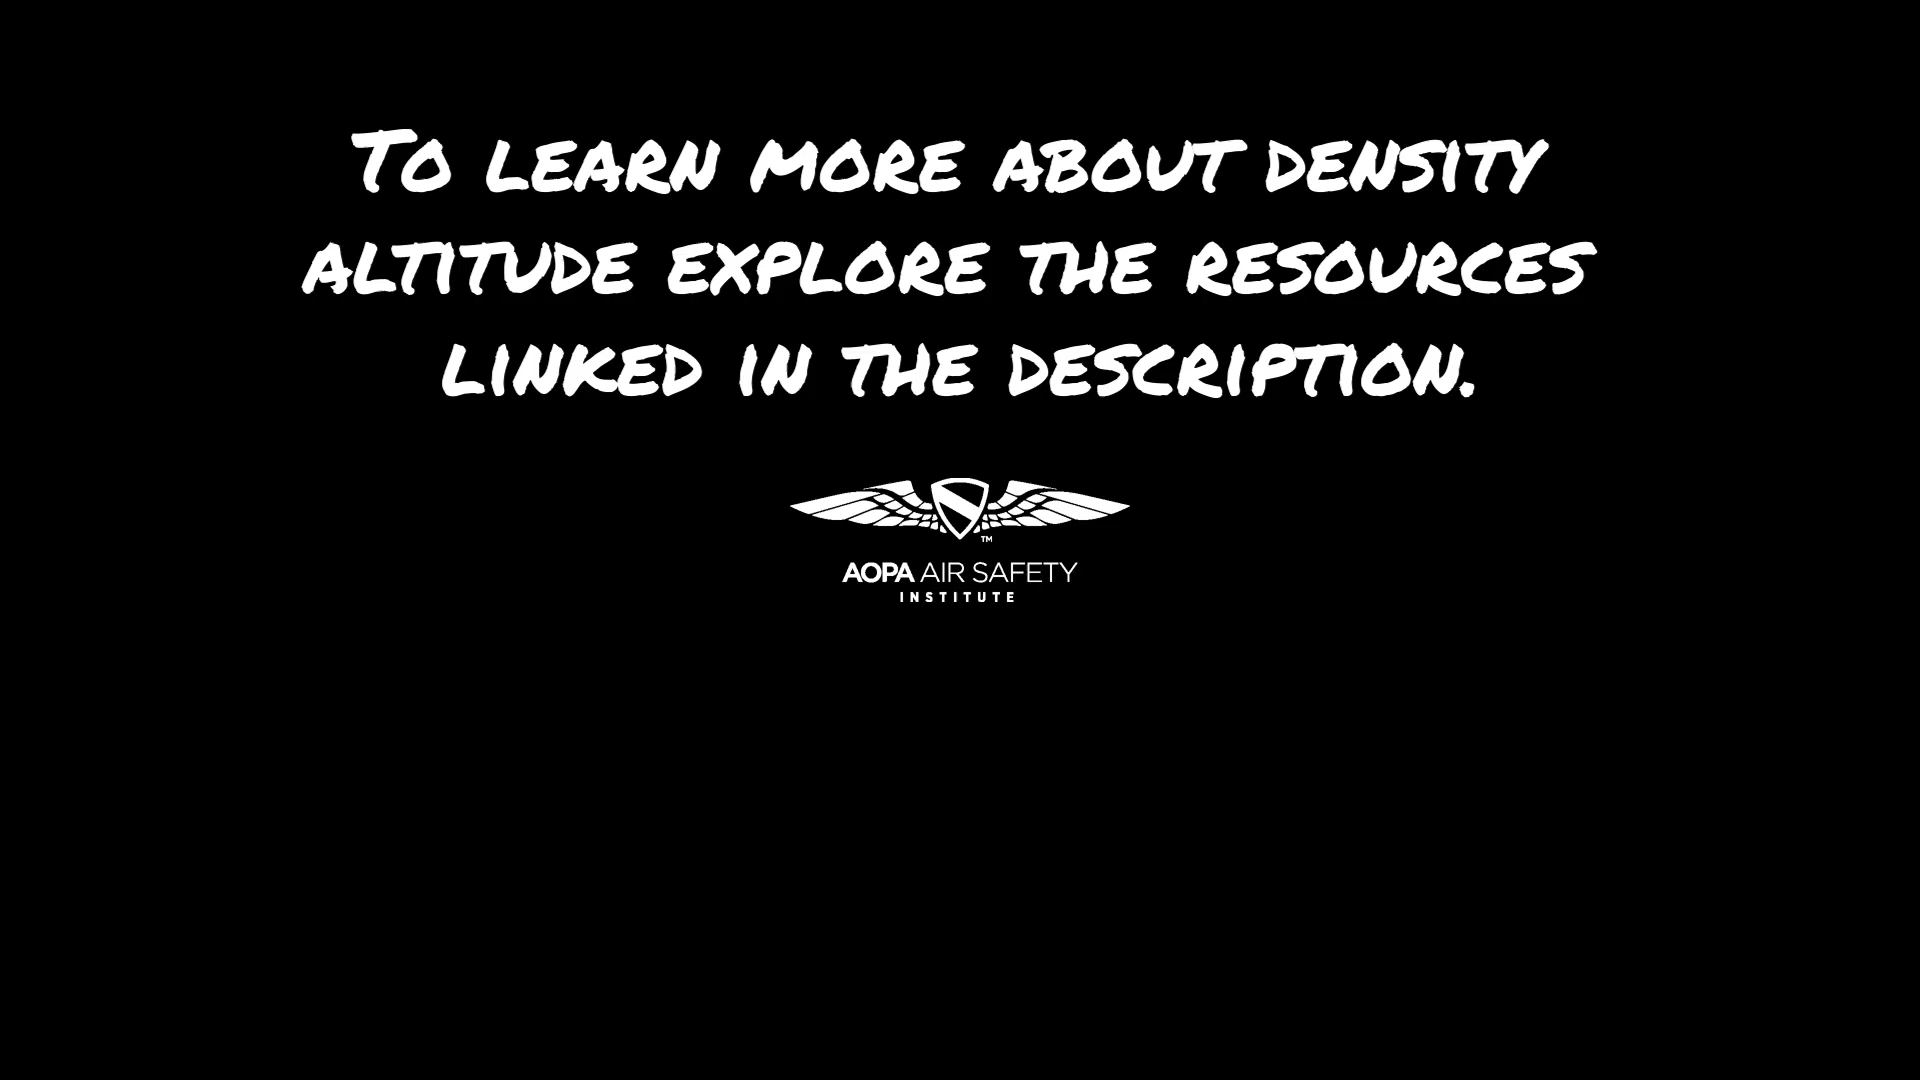 To learn more about density
altitude explore the resources
linked in the description.
TM
AOPA AIR SAFETY
INSTITUTE